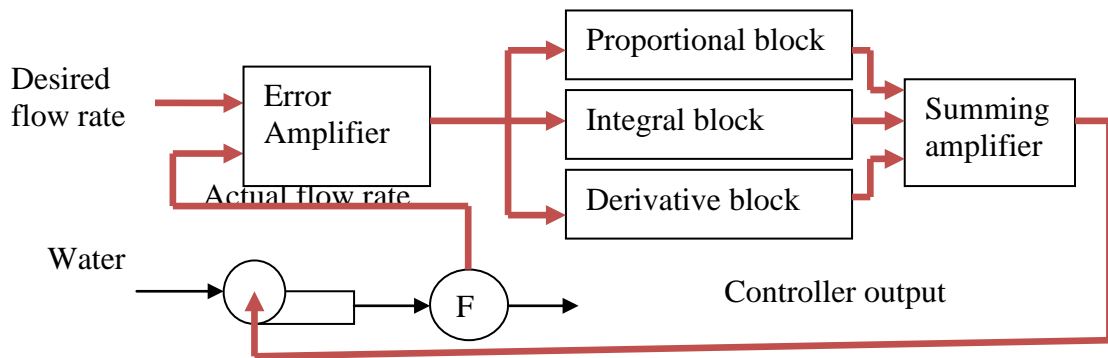 Proportional block
Desired
flow rate
Error
Amplifier
Integral block
Summing
amplifier
Derivative block
Actual flow rate
Water
F
Controller output